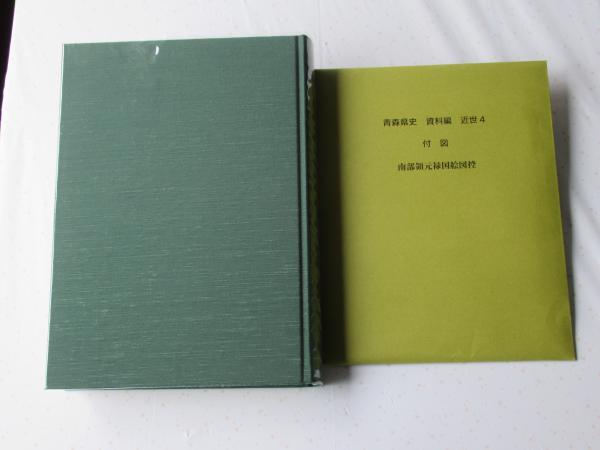 青森県史　資料編　近世４
付　図
南部領元禄国絵図控